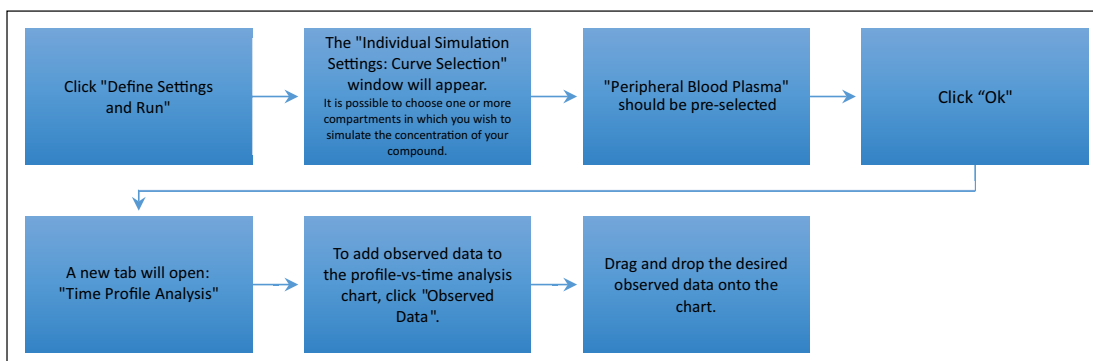 Click "Define Settings
and Run"
The "Individual Simulation
Settings: Curve Selection"
window will appear.
It is possible to choose one or more
compartments in which you wish to
simulate the concentration of your
compound.
"Peripheral Blood Plasma"
should be pre-selected
Click “Ok"
A new tab will open:
"Time Profile Analysis"
To add observed data to
the profile-vs-time analysis
chart, click "Observed
Data".
Drag and drop the desired
observed data onto the
chart.